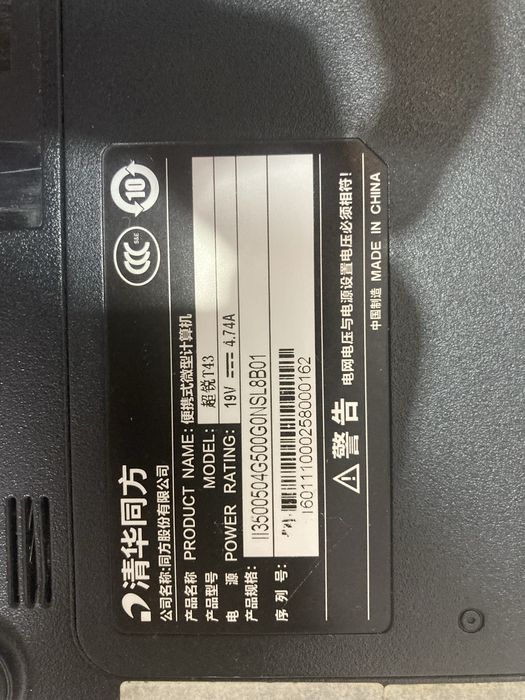 清华同方
公司名称:同方股份有限公司
产品名称 PRODUCT NAME: 便携式微型计算机
产品型号 MODEL: 超锐T43
电 源 POWER RATING: 19V 4.74A
产品规格: II3500504G500G0NSL8B01
序 列 号:
I601110002580001​62
警 告 电网电压与电源设置电压必须相符!
中国制造 MADE IN CHINA
CCC
S&E
10